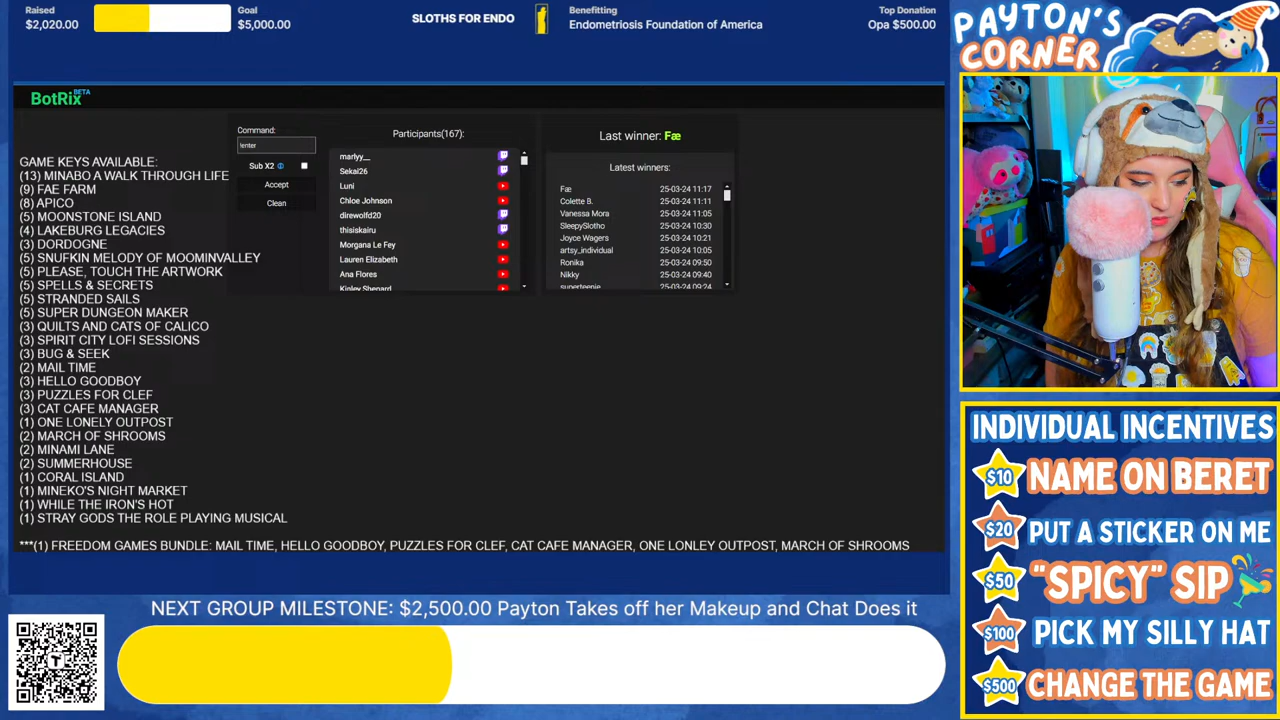 Raised
$2,020.00
Goal
$5,000.00
SLOTHS FOR ENDO
Benefitting
Endometriosis Foundation of America
Top Donation
Opa $500.00
PAYTON'S
CORNER
BotRix BETA
GAME KEYS AVAILABLE:
(13) MINABO A WALK THROUGH LIFE
(9) FAE FARM
(8) APICO
(5) MOONSTONE ISLAND
(4) LAKEBURG LEGACIES
(3) DORDOGNE
(5) SNUFKIN MELODY OF MOOMINVALLEY
(5) PLEASE, TOUCH THE ARTWORK
(5) SPELLS & SECRETS
(5) STRANDED SAILS
(5) SUPER DUNGEON MAKER
(3) QUILTS AND CATS OF CALICO
(3) SPIRIT CITY LOFI SESSIONS
(3) BUG & SEEK
(2) MAIL TIME
(3) HELLO GOODBOY
(3) PUZZLES FOR CLEF
(3) CAT CAFE MANAGER
(1) ONE LONELY OUTPOST
(2) MARCH OF SHROOMS
(2) MINAMI LANE
(2) SUMMERHOUSE
(1) CORAL ISLAND
(1) MINEKO'S NIGHT MARKET
(1) WHILE THE IRON'S HOT
(1) STRAY GODS THE ROLE PLAYING MUSICAL
***(1) FREEDOM GAMES BUNDLE: MAIL TIME, HELLO GOODBOY, PUZZLES FOR CLEF, CAT CAFE MANAGER, ONE LONLEY OUTPOST, MARCH OF SHROOMS
Command:
!enter
Sub X2
Accept
Clean
Participants(167):
marlyy__
Sekai26
Luni
Chloe Johnson
direwolfd20
thisiskairu
Morgana Le Fey
Lauren Elizabeth
Ana Flores
Kinley Shepard
Last winner: Fæ
Latest winners:
Fæ 25-03-24 11:17
Colette B. 25-03-24 11:11
Vanessa Mora 25-03-24 11:05
SleepySlotho 25-03-24 10:30
Joyce Wagers 25-03-24 10:21
artsy_individual 25-03-24 10:05
Ronika 25-03-24 09:50
Nikky 25-03-24 09:40
superteenie 25-03-24 09:24
NEXT GROUP MILESTONE: $2,500.00 Payton Takes off her Makeup and Chat Does it
INDIVIDUAL INCENTIVES
$10 NAME ON BERET
$20 PUT A STICKER ON ME
$50 "SPICY" SIP
$100 PICK MY SILLY HAT
$500 CHANGE THE GAME